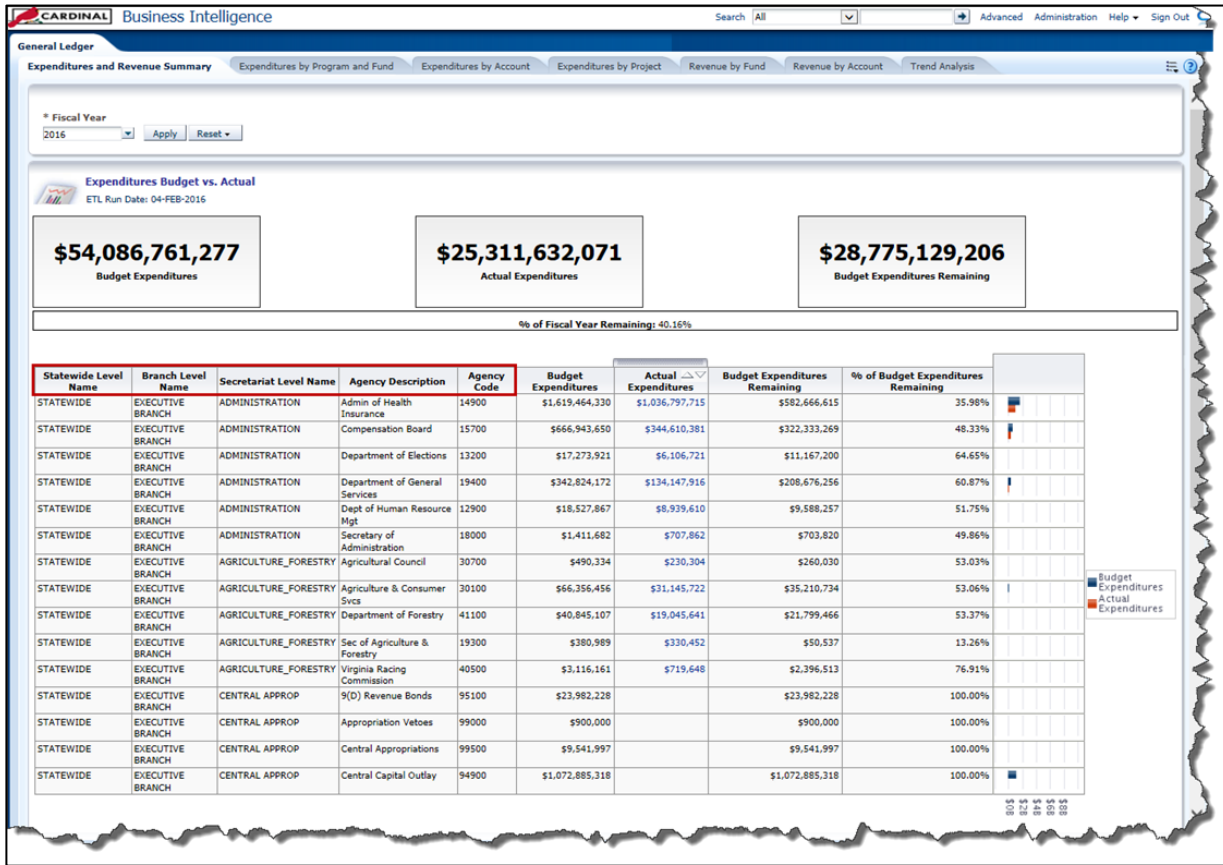 CARDINAL Business Intelligence Search All Advanced Administration Help Sign Out
General Ledger
Expenditures and Revenue Summary Expenditures by Program and Fund Expenditures by Account Expenditures by Project Revenue by Fund Revenue by Account Trend Analysis
* Fiscal Year
2016 Apply Reset
Expenditures Budget vs. Actual
ETL Run Date: 04-FEB-2016
$54,086,761,277 $25,311,632,071 $28,775,129,206
Budget Expenditures Actual Expenditures Budget Expenditures Remaining
% of Fiscal Year Remaining: 40.16%
Statewide Level Branch Level Secretariat Level Name Agency Description Agency Budget Actual Budget Expenditures % of Budget Expenditures
Name Name Code Expenditures Expenditures Remaining Remaining
STATEWIDE EXECUTIVE ADMINISTRATION Admin of Health 14900 $1,619,464,330 $1,036,797,715 $582,666,615 35.98%
BRANCH Insurance
STATEWIDE EXECUTIVE ADMINISTRATION Compensation Board 15700 $666,943,650 $344,610,381 $322,333,269 48.33%
BRANCH
STATEWIDE EXECUTIVE ADMINISTRATION Department of Elections 13200 $17,273,921 $6,106,721 $11,167,200 64.65%
BRANCH
STATEWIDE EXECUTIVE ADMINISTRATION Department of General 19400 $342,824,172 $134,147,916 $208,676,256 60.87%
BRANCH Services
STATEWIDE EXECUTIVE ADMINISTRATION Dept of Human Resource 12900 $18,527,867 $8,939,610 $9,588,257 51.75%
BRANCH Mgt
STATEWIDE EXECUTIVE ADMINISTRATION Secretary of 18000 $1,411,682 $707,862 $703,820 49.86%
BRANCH Administration
STATEWIDE EXECUTIVE AGRICULTURE_FORESTRY Agricultural Council 30700 $490,334 $230,304 $260,030 53.03%
BRANCH
STATEWIDE EXECUTIVE AGRICULTURE_FORESTRY Agriculture & Consumer 30100 $66,356,456 $31,145,722 $35,210,734 53.06%
BRANCH Svcs
STATEWIDE EXECUTIVE AGRICULTURE_FORESTRY Department of Forestry 41100 $40,845,107 $19,045,641 $21,799,466 53.37%
BRANCH
STATEWIDE EXECUTIVE AGRICULTURE_FORESTRY Sec of Agriculture & 19300 $380,989 $330,452 $50,537 13.26%
BRANCH Forestry
STATEWIDE EXECUTIVE AGRICULTURE_FORESTRY Virginia Racing 40500 $3,116,161 $719,648 $2,396,513 76.91%
BRANCH Commission
STATEWIDE EXECUTIVE CENTRAL APPROP 9(D) Revenue Bonds 95100 $23,982,228 $23,982,228 100.00%
BRANCH
STATEWIDE EXECUTIVE CENTRAL APPROP Appropriation Vetoes 99000 $900,000 $900,000 100.00%
BRANCH
STATEWIDE EXECUTIVE CENTRAL APPROP Central Appropriations 99500 $9,541,997 $9,541,997 100.00%
BRANCH
STATEWIDE EXECUTIVE CENTRAL APPROP Central Capital Outlay 94900 $1,072,885,318 $1,072,885,318 100.00%
BRANCH
Budget
Expenditures
Actual
Expenditures
$0B $2B $4B $6B $8B